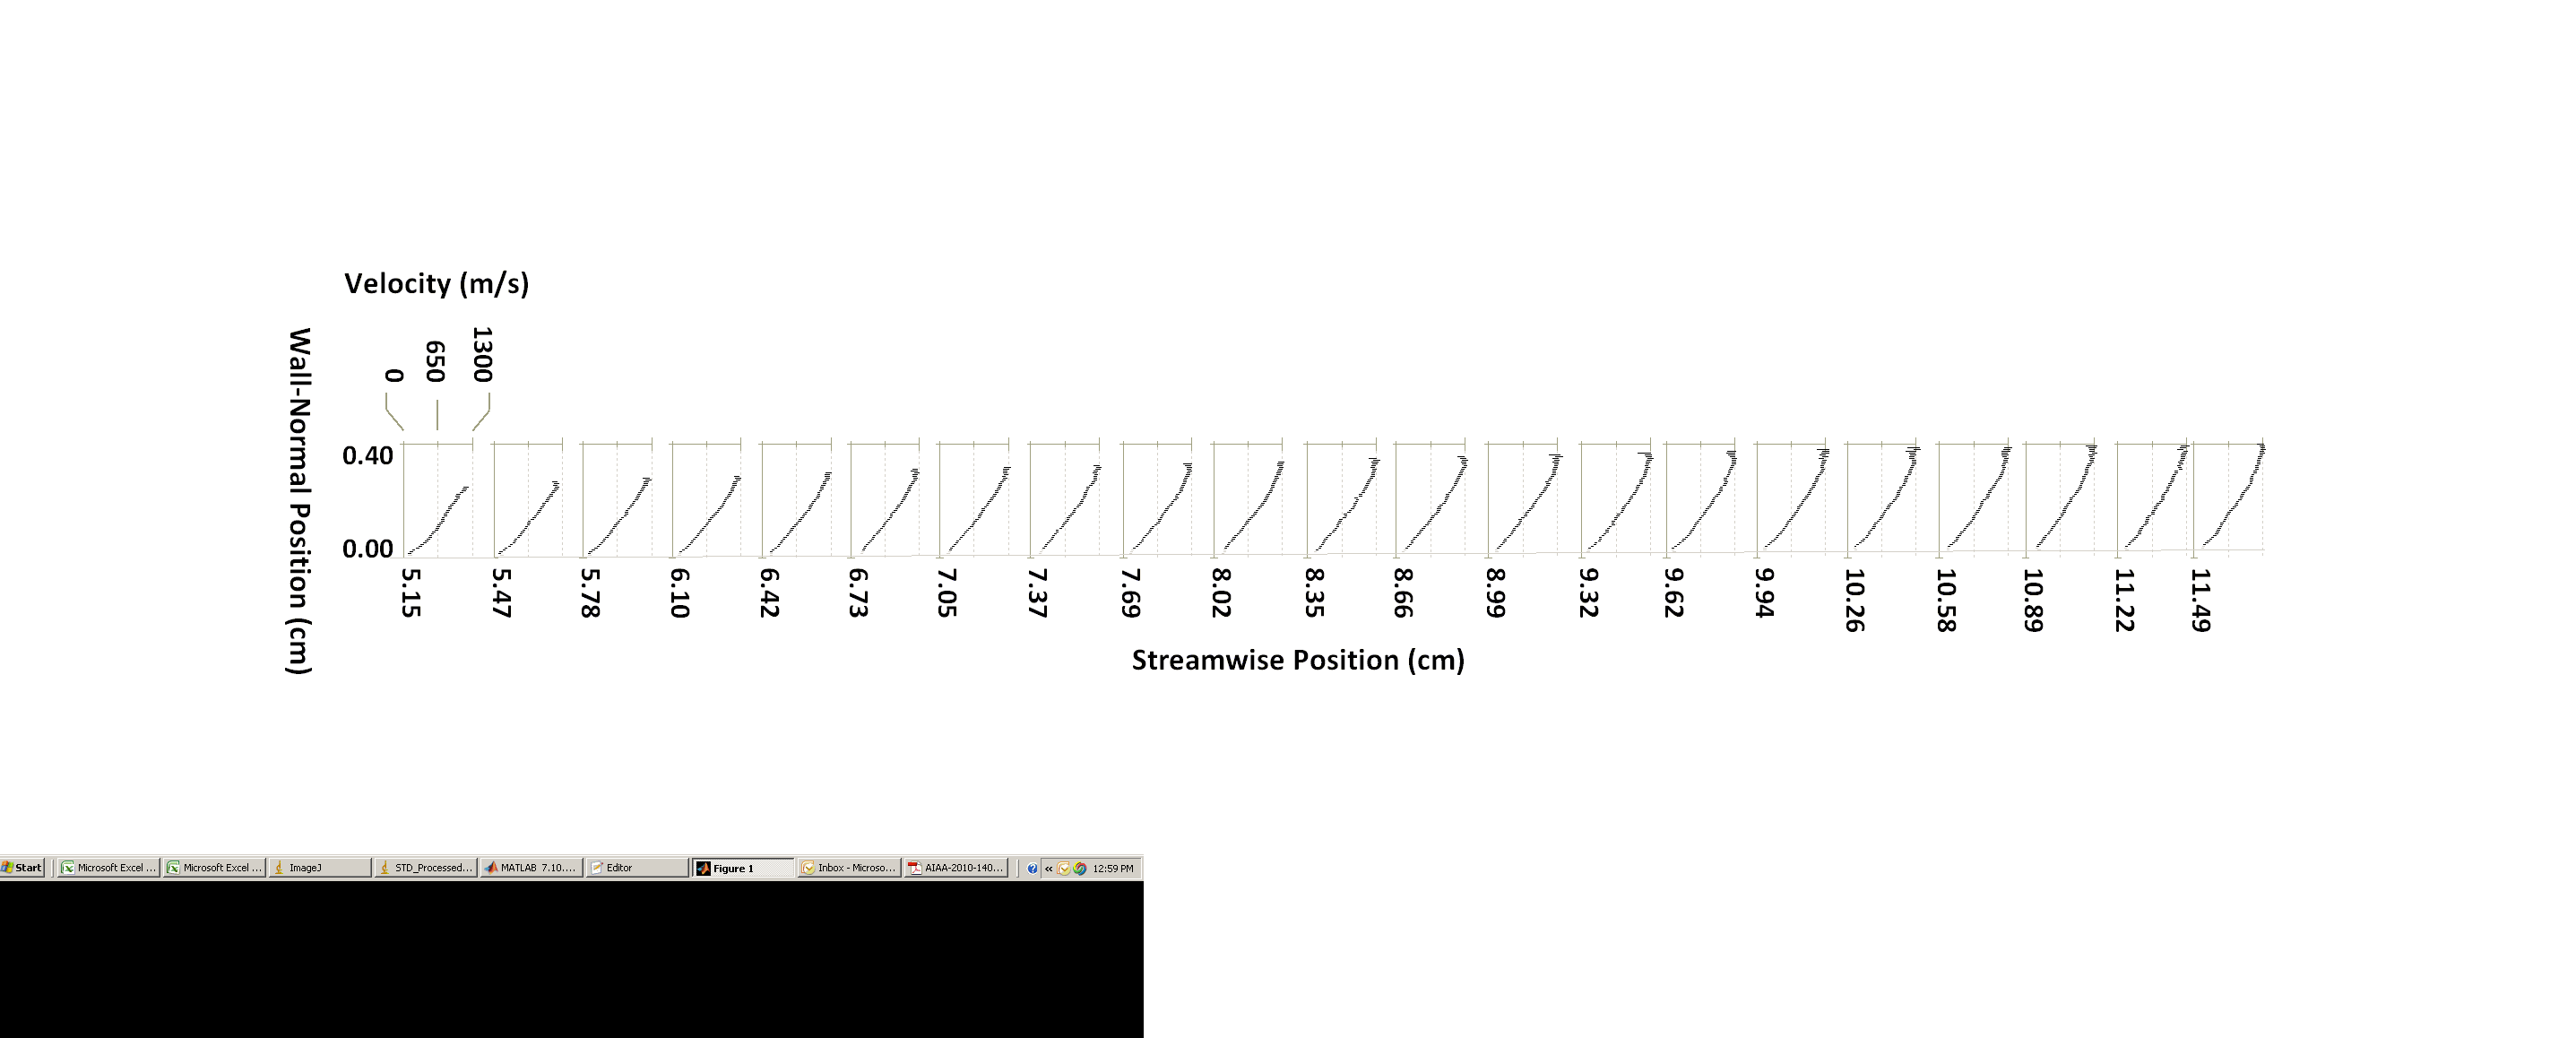 Velocity (m/s)
Wall-Normal Position (cm)
0
650
1300
0.40
0.00
5.15
5.47
5.78
6.10
6.42
6.73
7.05
7.37
7.69
8.02
8.35
8.66
8.99
9.32
9.62
9.94
10.26
10.58
10.89
11.22
11.49
Streamwise Position (cm)
Start
Microsoft Excel ...
Microsoft Excel ...
ImageJ
STD_Processed...
MATLAB 7.10....
Editor
Figure 1
Inbox - Microso...
AIAA-2010-140...
?
«
12:59 PM